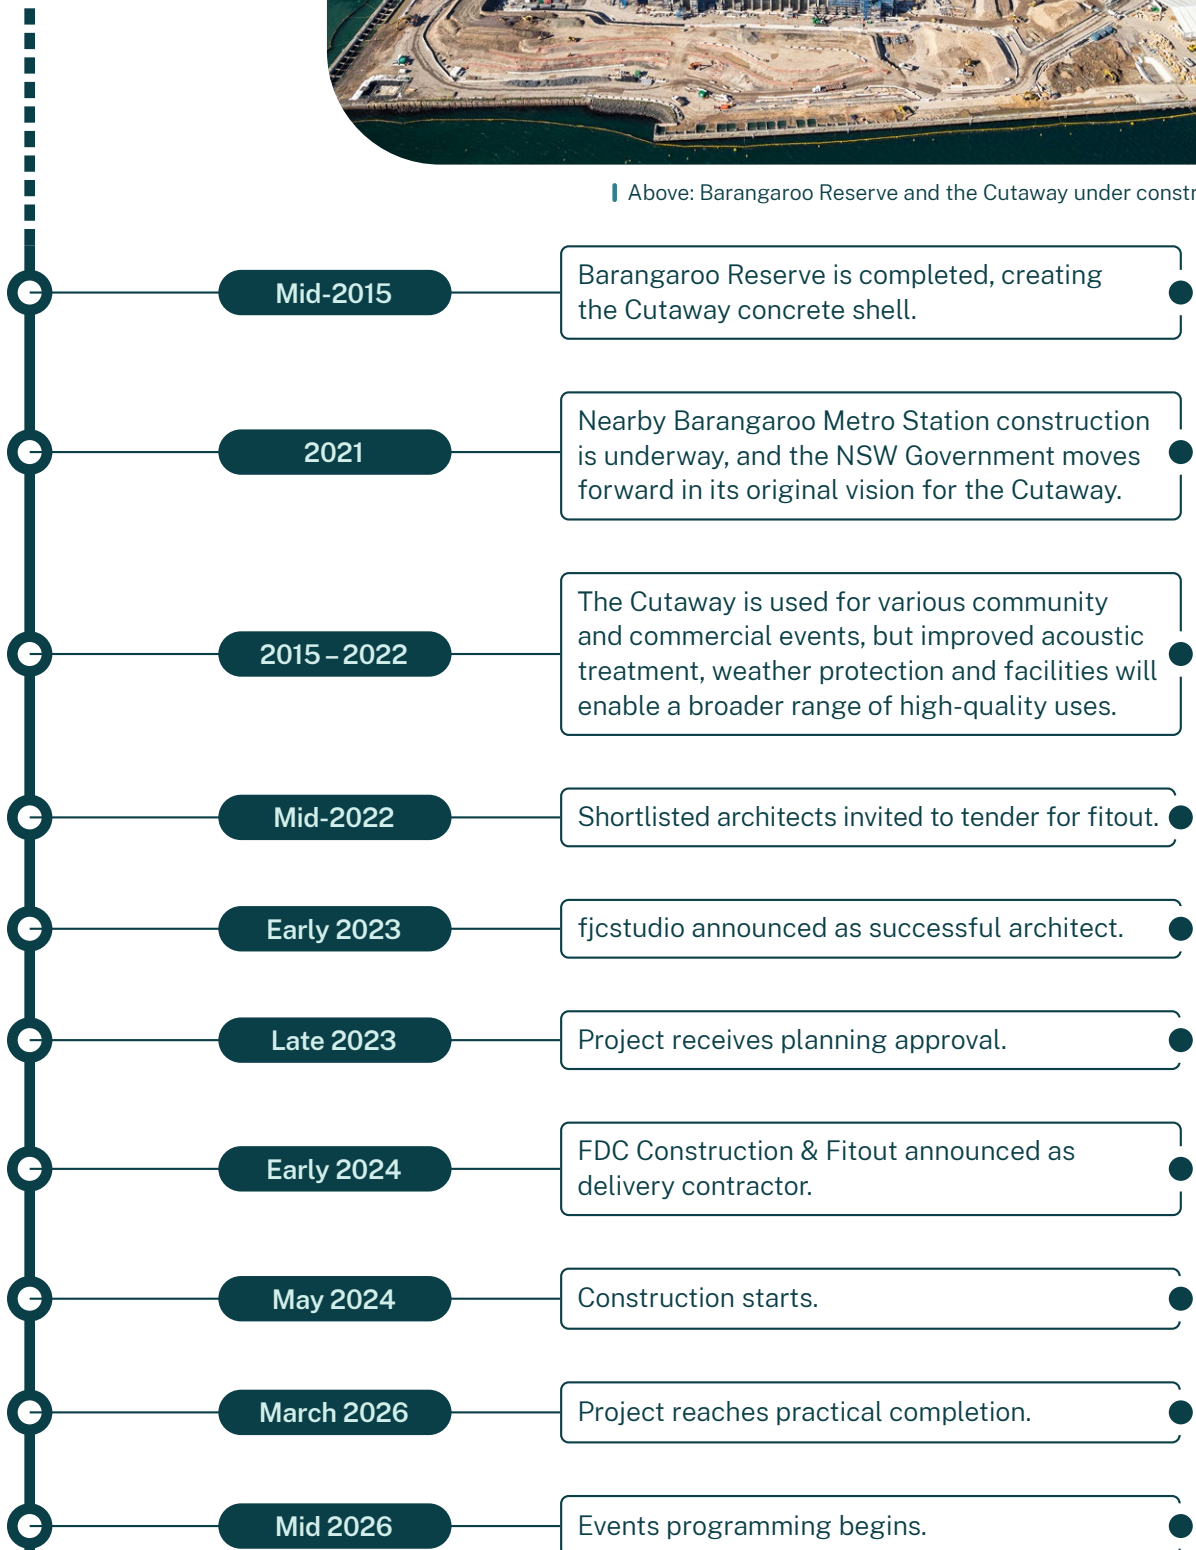 Above: Barangaroo Reserve and the Cutaway under
Mid-2015
Barangaroo Reserve is completed, creating
the Cutaway concrete shell.
2021
Nearby Barangaroo Metro Station construction
is underway, and the NSW Government moves
forward in its original vision for the Cutaway.
2015–2022
The Cutaway is used for various community
and commercial events, but improved acoustic
treatment, weather protection and facilities will
enable a broader range of high-quality uses.
Mid-2022
Shortlisted architects invited to tender for fitout.
Early 2023
fjcstudio announced as successful architect.
Late 2023
Project receives planning approval.
Early 2024
FDC Construction & Fitout announced as
delivery contractor.
May 2024
Construction starts.
March 2026
Project reaches practical completion.
Mid 2026
Events programming begins.